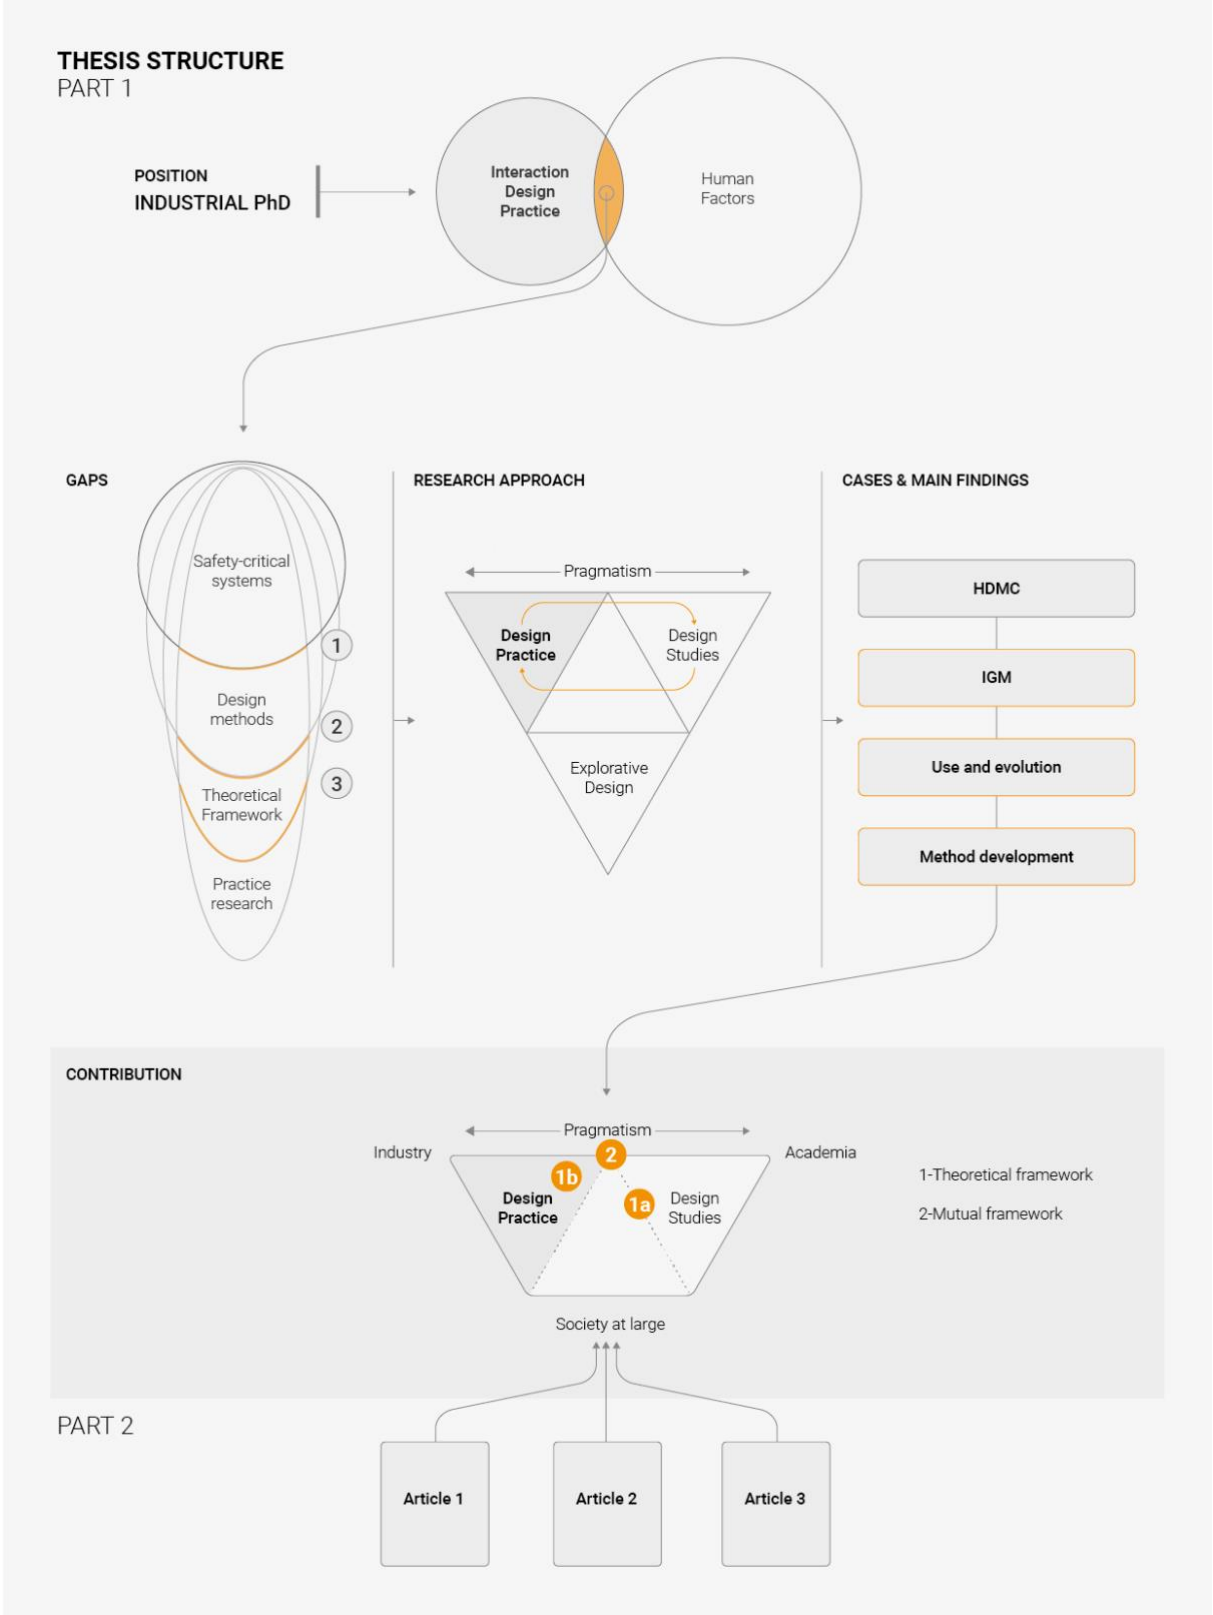 THESIS STRUCTURE
PART 1
POSITION
INDUSTRIAL PhD
Interaction
Design
Practice
Human
Factors
GAPS
Safety-critical
systems
1
Design
methods
2
3
Theoretical
Framework
Practice
research
RESEARCH APPROACH
Pragmatism
Design
Practice
Design
Studies
Explorative
Design
CASES & MAIN FINDINGS
HDMC
IGM
Use and evolution
Method development
CONTRIBUTION
Pragmatism
Industry
Academia
2
1b
1a
Design
Practice
Design
Studies
1-Theoretical framework
2-Mutual framework
Society at large
PART 2
Article 1
Article 2
Article 3